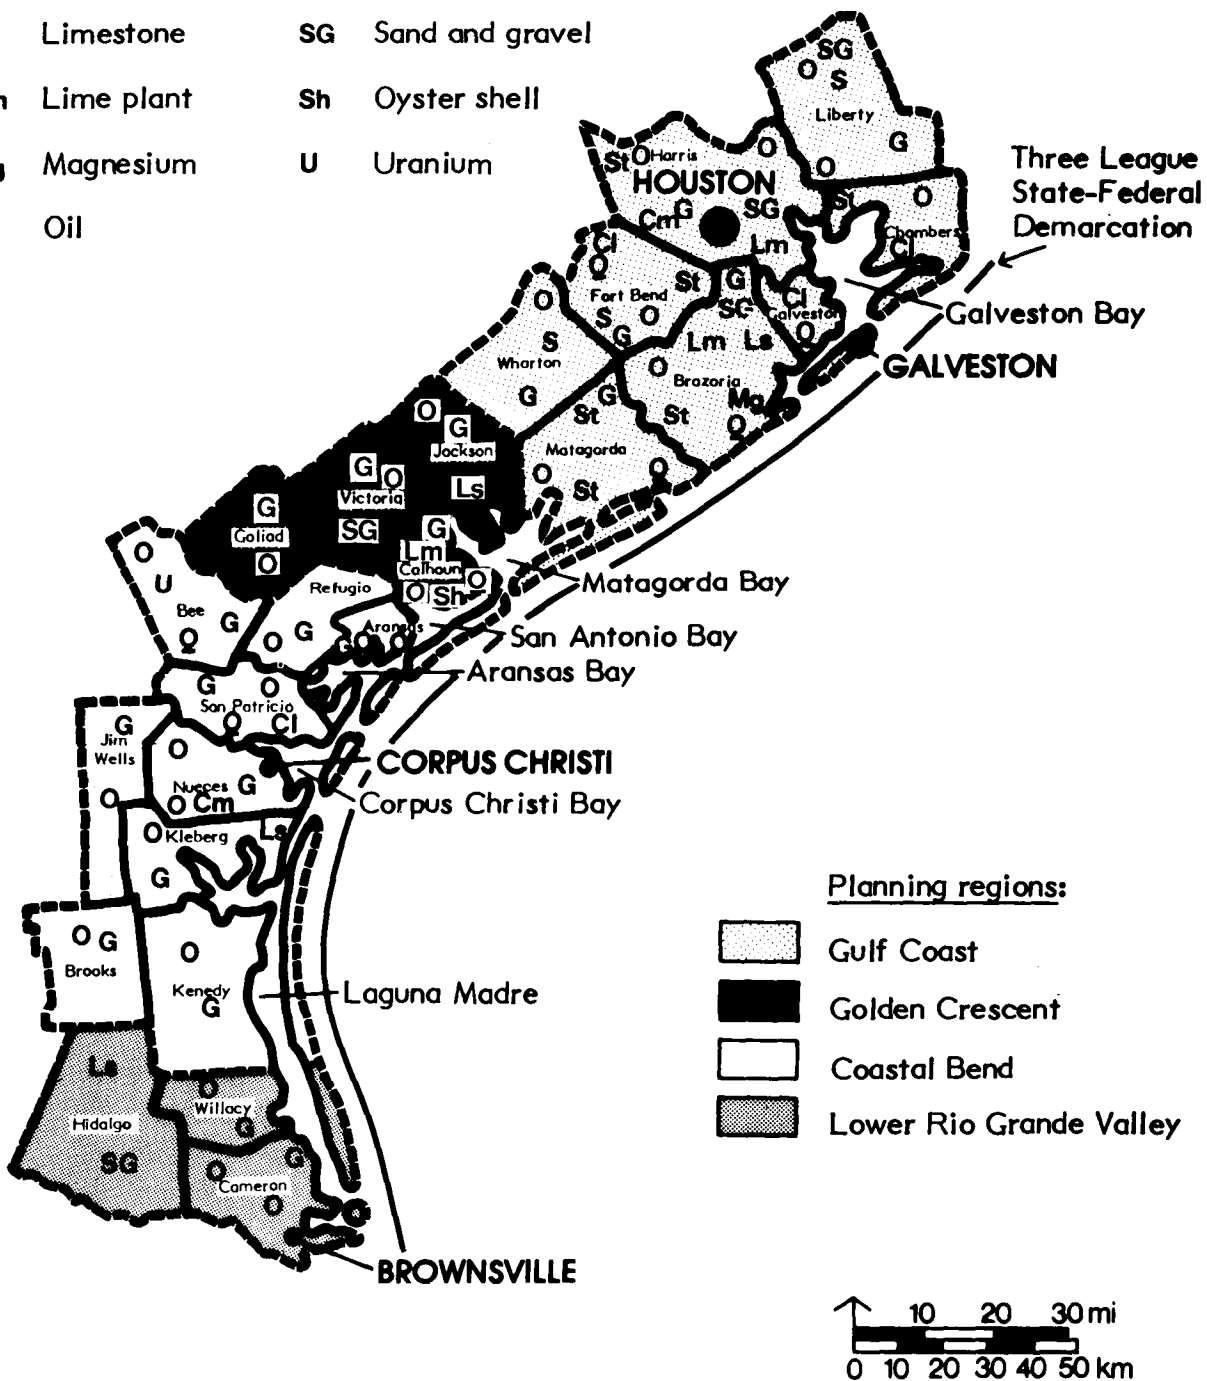 Limestone SG Sand and gravel
Lime plant Sh Oyster shell
Magnesium U Uranium
Oil
SG
O
S
Liberty
G
O
O
St O Harris
HOUSTON
Cm G SG
Lm
St O
Chambers
Cl
Three League
State-Federal
Demarcation
Cl
O
Fort Bend
St
S O
G
G
SG
Cl
Galveston
O
Galveston Bay
GALVESTON
O
S
Wharton
G
Lm Ls
O
Brazoria
Mg
St
O
G
St
Matagorda
O O
St
O
G
Jackson
Ls
G O
Victoria
SG
G
Goliad
O
G
Lm
Calhoun
O
O Sh
Matagorda Bay
O
U
Bee
G
O
Refugio
O G
Aransas
G O O
San Antonio Bay
Aransas Bay
G O
San Patricio
O Cl
G
Jim
Wells
O
O
Nueces G
O Cm
CORPUS CHRISTI
Corpus Christi Bay
O Kleberg Ls
G
O G
Brooks
O
Kenedy
G
Laguna Madre
Planning regions:
Gulf Coast
Golden Crescent
Coastal Bend
Lower Rio Grande Valley
Ls
Hidalgo
SG
O
Willacy
G
O G
Cameron
O
BROWNSVILLE
10 20 30 mi
0 10 20 30 40 50 km